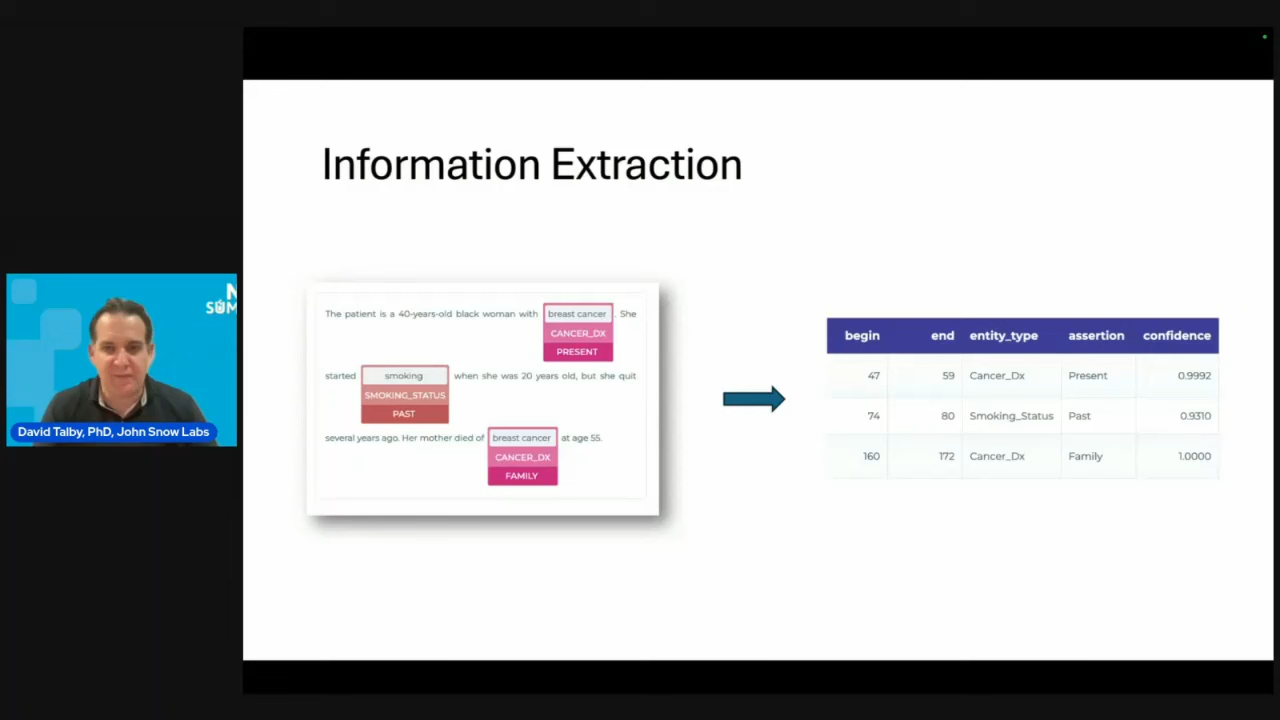 Information Extraction
The patient is a 40-years-old black woman with breast cancer . She
CANCER_DX
PRESENT
started smoking when she was 20 years old, but she quit
SMOKING_STATUS
PAST
several years ago. Her mother died of breast cancer at age 55.
CANCER_DX
FAMILY
begin end entity_type assertion confidence
47 59 Cancer_Dx Present 0.9992
74 80 Smoking_Status Past 0.9310
160 172 Cancer_Dx Family 1.0000
David Talby, PhD, John Snow Labs